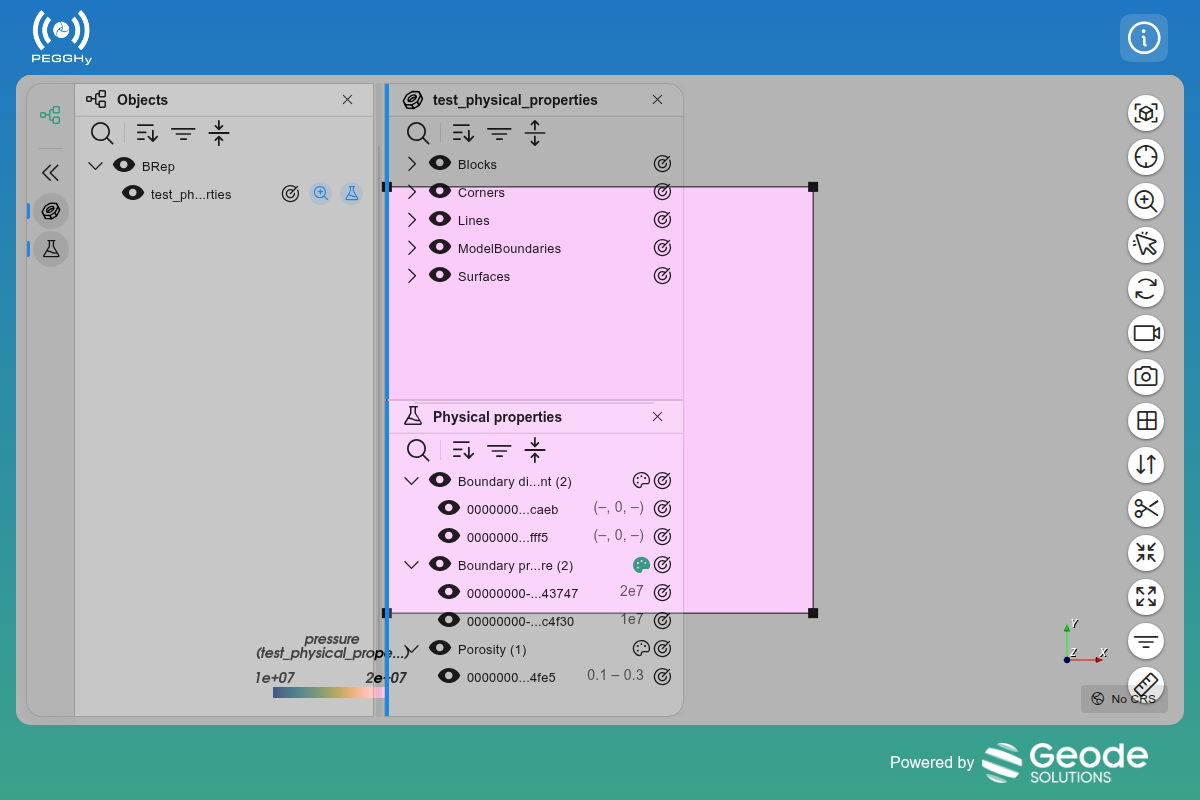 PEGGHy
Objects
BRep
test_ph...rties
test_physical_properties
Blocks
Corners
Lines
ModelBoundaries
Surfaces
Physical properties
Boundary di...nt (2)
0000000...caeb (–, 0, –)
0000000...fff5 (–, 0, –)
Boundary pr...re (2)
00000000-...43747 2e7
00000000-...c4f30 1e7
Porosity (1)
0000000...4fe5 0.1 – 0.3
pressure
(test_physical_prope...)
1e+07 2e+07
Y
Z X
No CRS
Powered by Geode
SOLUTIONS